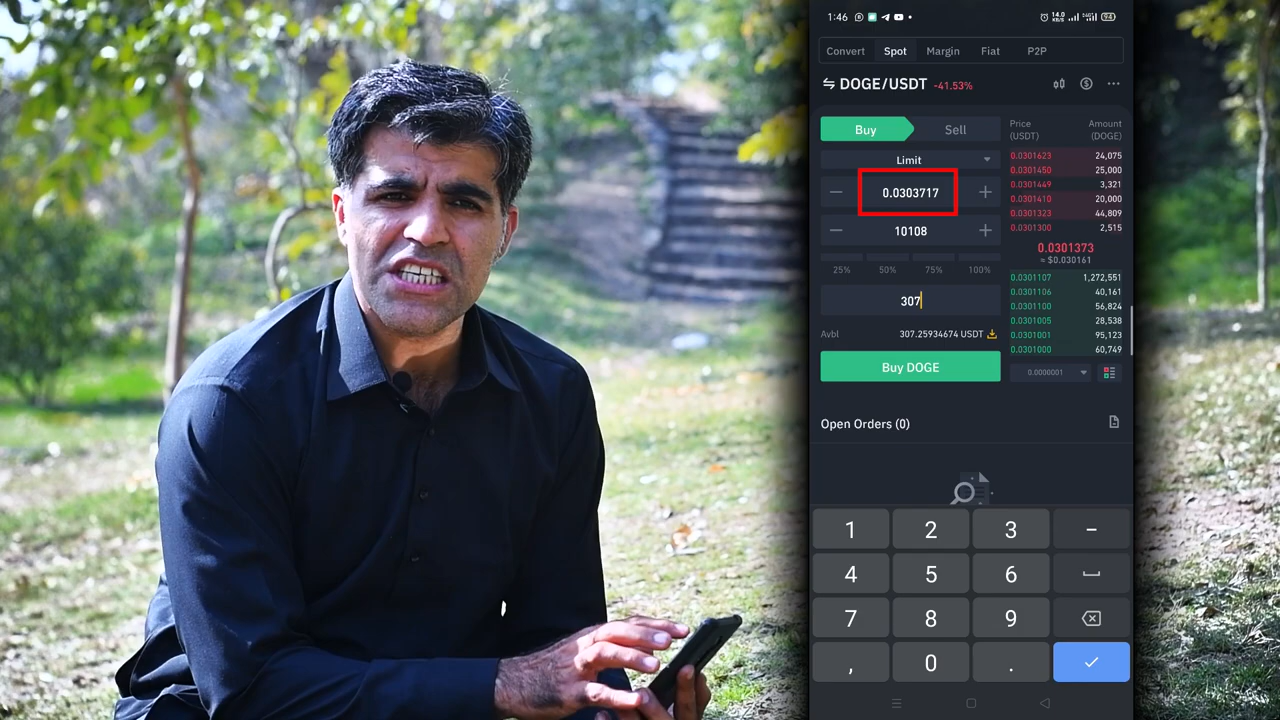 1:46
14.0 KB/S
94
Convert Spot Margin Fiat P2P
DOGE/USDT -41.53%
Buy Sell
Limit
0.0303717
10108
25% 50% 75% 100%
307
Avbl 307.25934674 USDT
Buy DOGE
Price (USDT) Amount (DOGE)
0.0301623 24,075
0.0301450 25,000
0.0301449 3,321
0.0301410 20,000
0.0301323 44,809
0.0301300 2,515
0.0301373
≈ $0.030161
0.0301107 1,272,551
0.0301106 40,161
0.0301100 56,824
0.0301005 28,538
0.0301001 95,123
0.0301000 60,749
0.0000001
Open Orders (0)
1 2 3 -
4 5 6
7 8 9
, 0 .